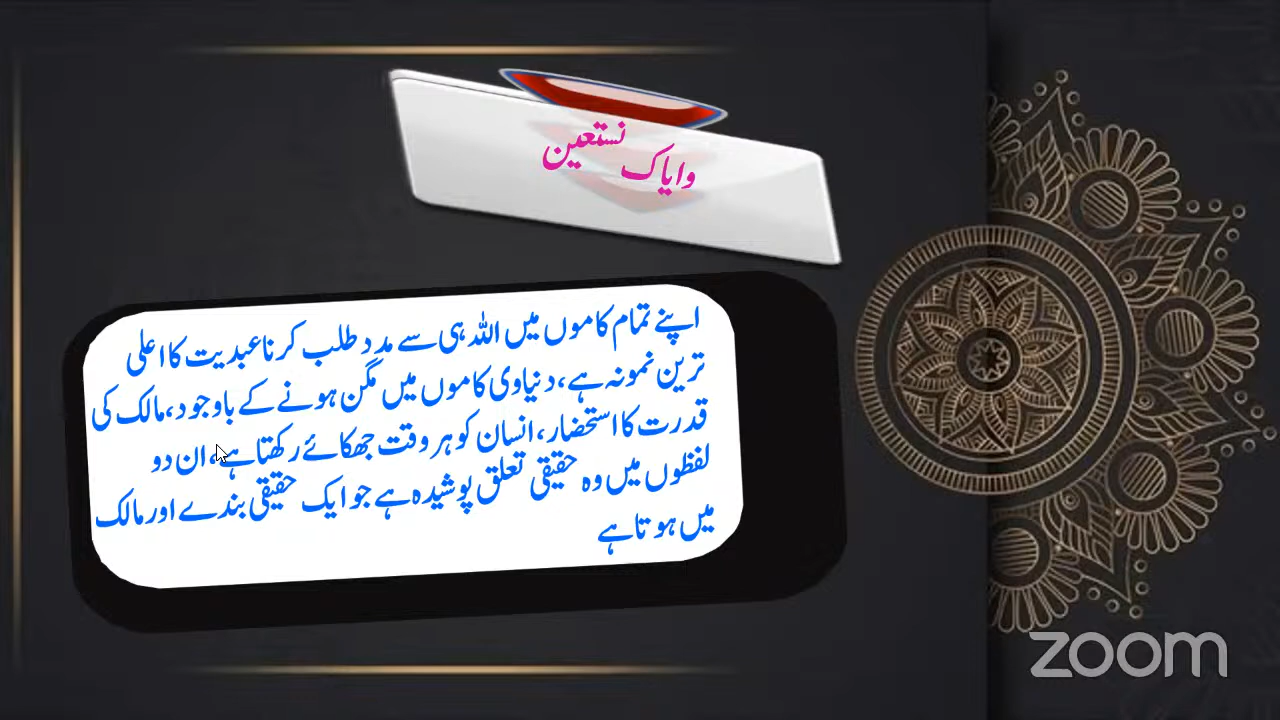 وایاک نستعین
اپنے تمام کاموں میں اللہ ہی سے مدد طلب کرنا عبدیت کا اعلی
ترین نمونہ ہے، دنیاوی کاموں میں مگن ہونے کے باوجود، مالک کی
قدرت کا استحضار، انسان کو ہر وقت جھکائے رکھتا ہے، ان دو
لفظوں میں وہ حقیقی تعلق پوشیدہ ہے جو ایک حقیقی بندے اور مالک
میں ہوتا ہے
zoom